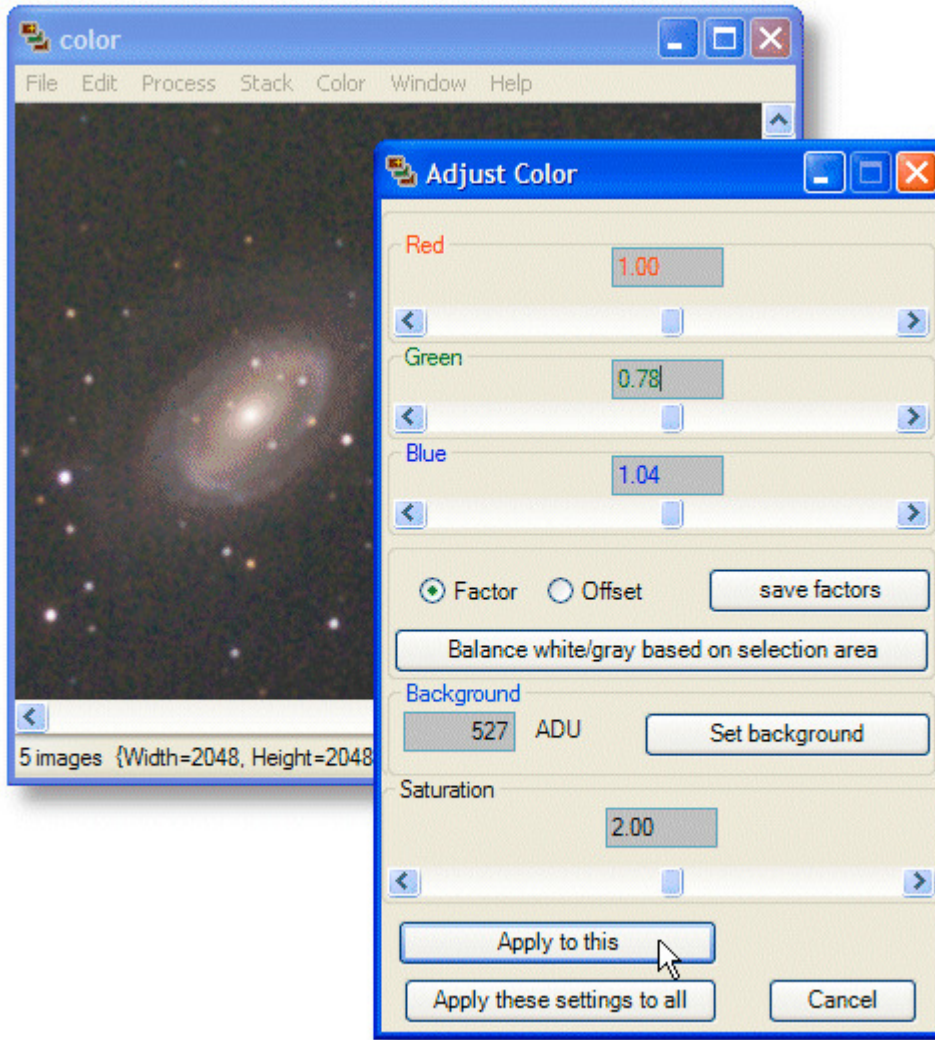 color
File Edit Process Stack Color Window Help
Adjust Color
Red
1.00
Green
0.78
Blue
1.04
Factor Offset save factors
Balance white/gray based on selection area
Background
527 ADU Set background
5 images {Width=2048, Height=2048
Saturation
2.00
Apply to this
Apply these settings to all Cancel